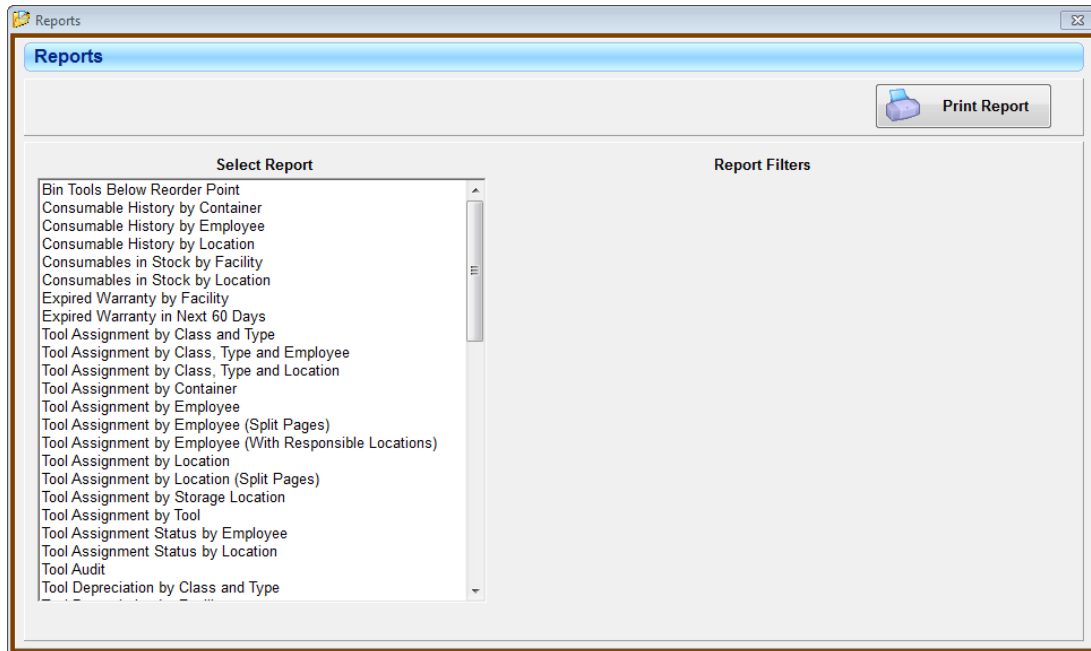 Reports
Reports
Print Report
Select Report
Report Filters
Bin Tools Below Reorder Point
Consumable History by Container
Consumable History by Employee
Consumable History by Location
Consumables in Stock by Facility
Consumables in Stock by Location
Expired Warranty by Facility
Expired Warranty in Next 60 Days
Tool Assignment by Class and Type
Tool Assignment by Class, Type and Employee
Tool Assignment by Class, Type and Location
Tool Assignment by Container
Tool Assignment by Employee
Tool Assignment by Employee (Split Pages)
Tool Assignment by Employee (With Responsible Locations)
Tool Assignment by Location
Tool Assignment by Location (Split Pages)
Tool Assignment by Storage Location
Tool Assignment by Tool
Tool Assignment Status by Employee
Tool Assignment Status by Location
Tool Audit
Tool Depreciation by Class and Type